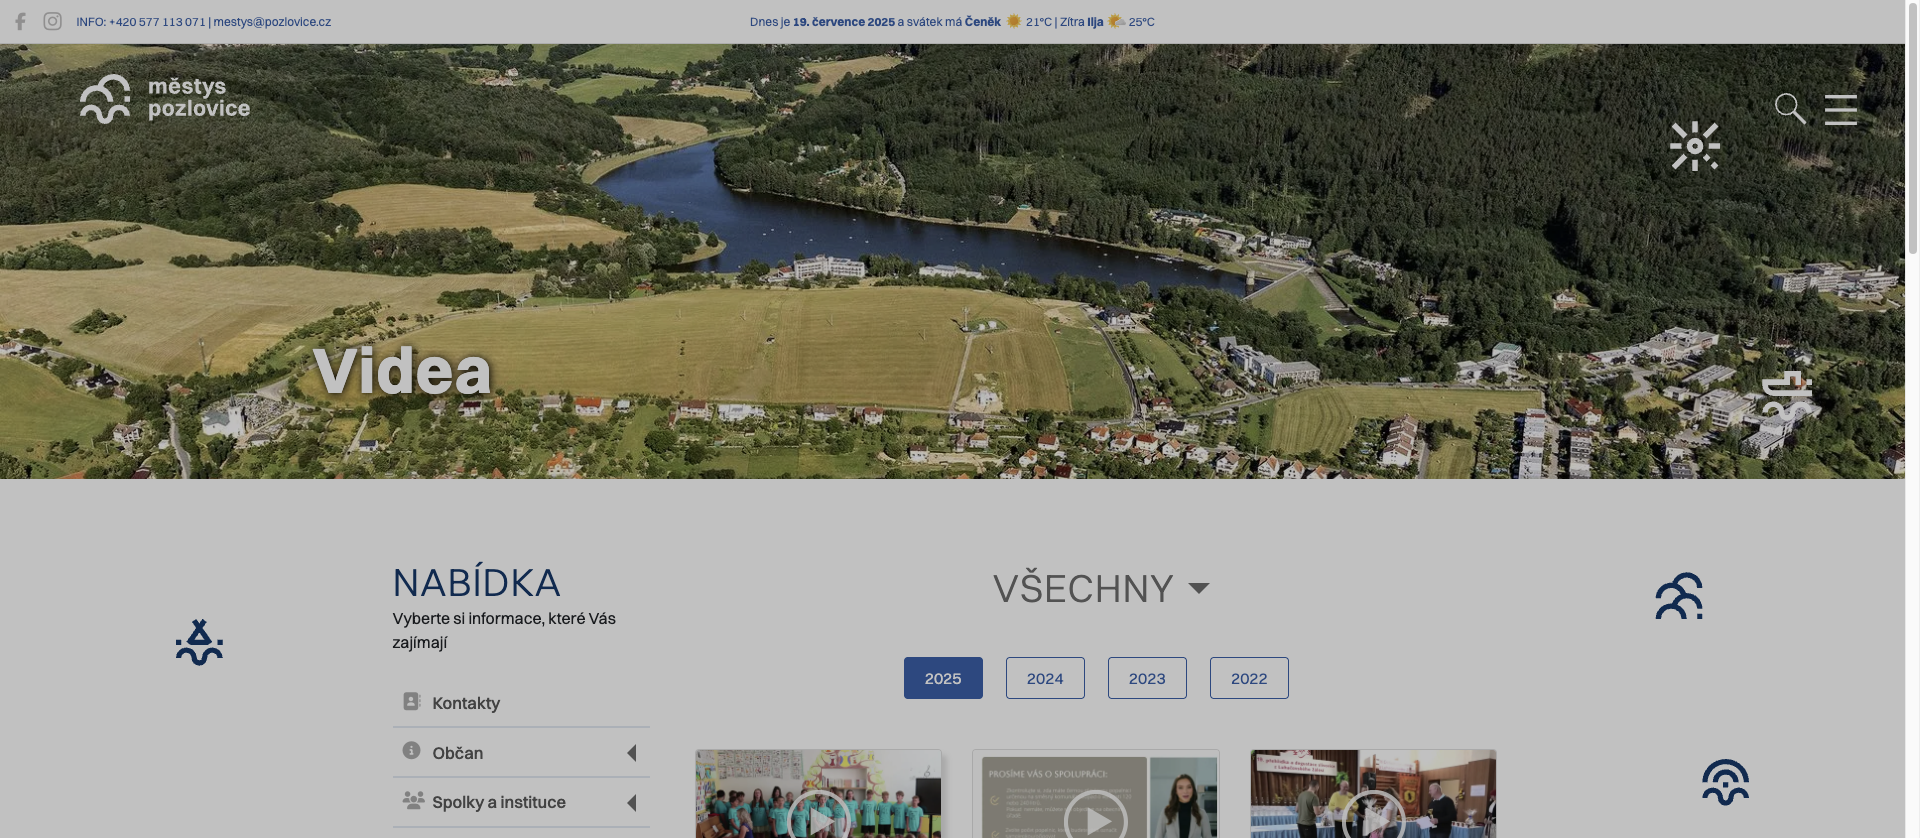 INFO: +420 577 113 071 | mestys@pozlovice.cz
Dnes je 19. července 2025 a svátek má Čeněk 21°C | Zítra Ilja 25°C
městys
pozlovice
Videa
NABÍDKA
Vyberte si informace, které Vás
zajímají
Kontakty
Občan
Spolky a instituce
VŠECHNY
2025
2024
2023
2022
PROSÍME VÁS O SPOLUPRÁCI: